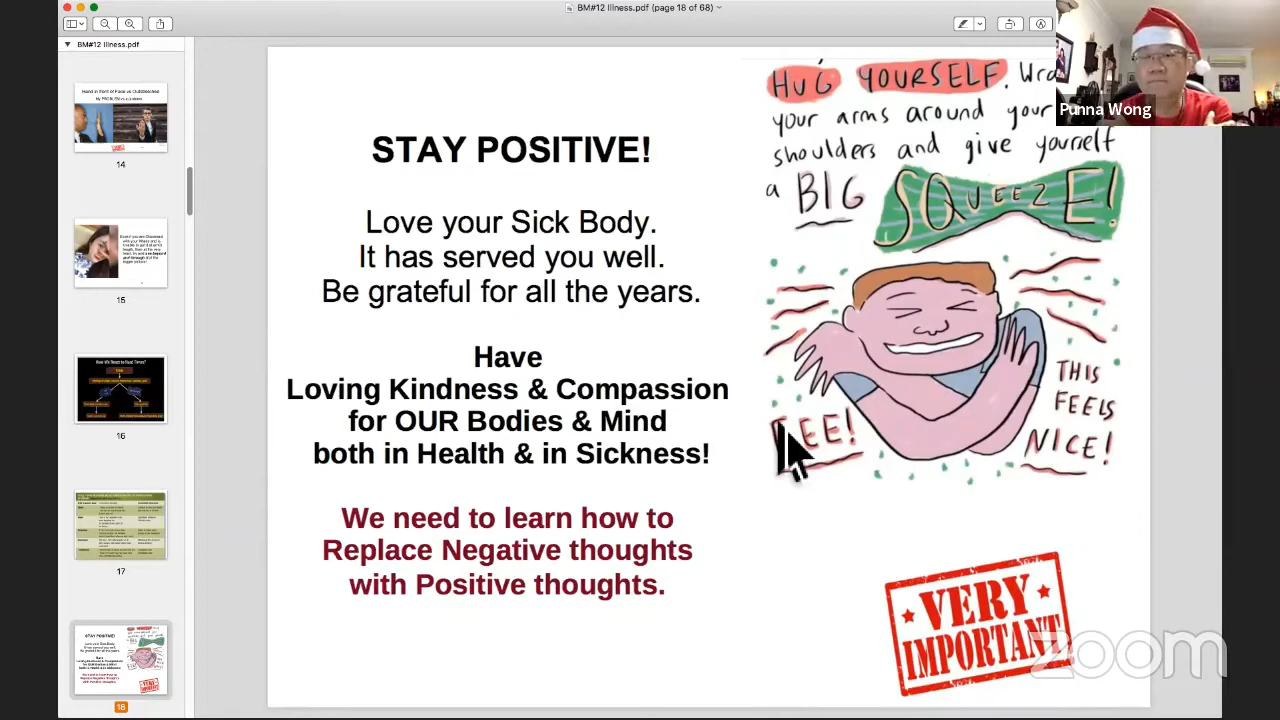 BM#12 Illness.pdf (page 18 of 68)
BM#12 Illness.pdf
14
15
16
17
18
STAY POSITIVE!
Love your Sick Body.
It has served you well.
Be grateful for all the years.
Have
Loving Kindness & Compassion
for OUR Bodies & Mind
both in Health & in Sickness!
We need to learn how to
Replace Negative thoughts
with Positive thoughts.
HUG YOURSELF.
your arms around your
shoulders and give yourself
a BIG SQUEEZE!
THIS
FEELS
NICE!
VERY
IMPORTANT
Punna Wong
zoom